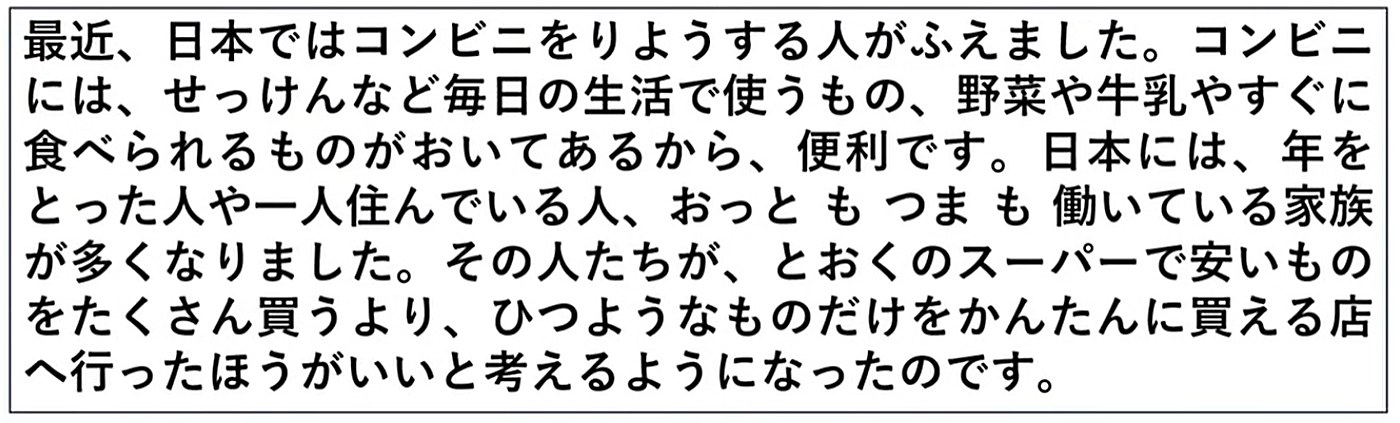 最近、日本ではコンビニをりようする人がふえました。コンビニ
には、せっけんなど毎日の生活で使うもの、野菜や牛乳やすぐに
食べられるものがおいてあるから、便利です。日本には、年を
とった人や一人住んでいる人、おっと も つま も 働いている家族
が多くなりました。その人たちが、とおくのスーパーで安いもの
をたくさん買うより、ひつようなものだけをかんたんに買える店
へ行ったほうがいいと考えるようになったのです。